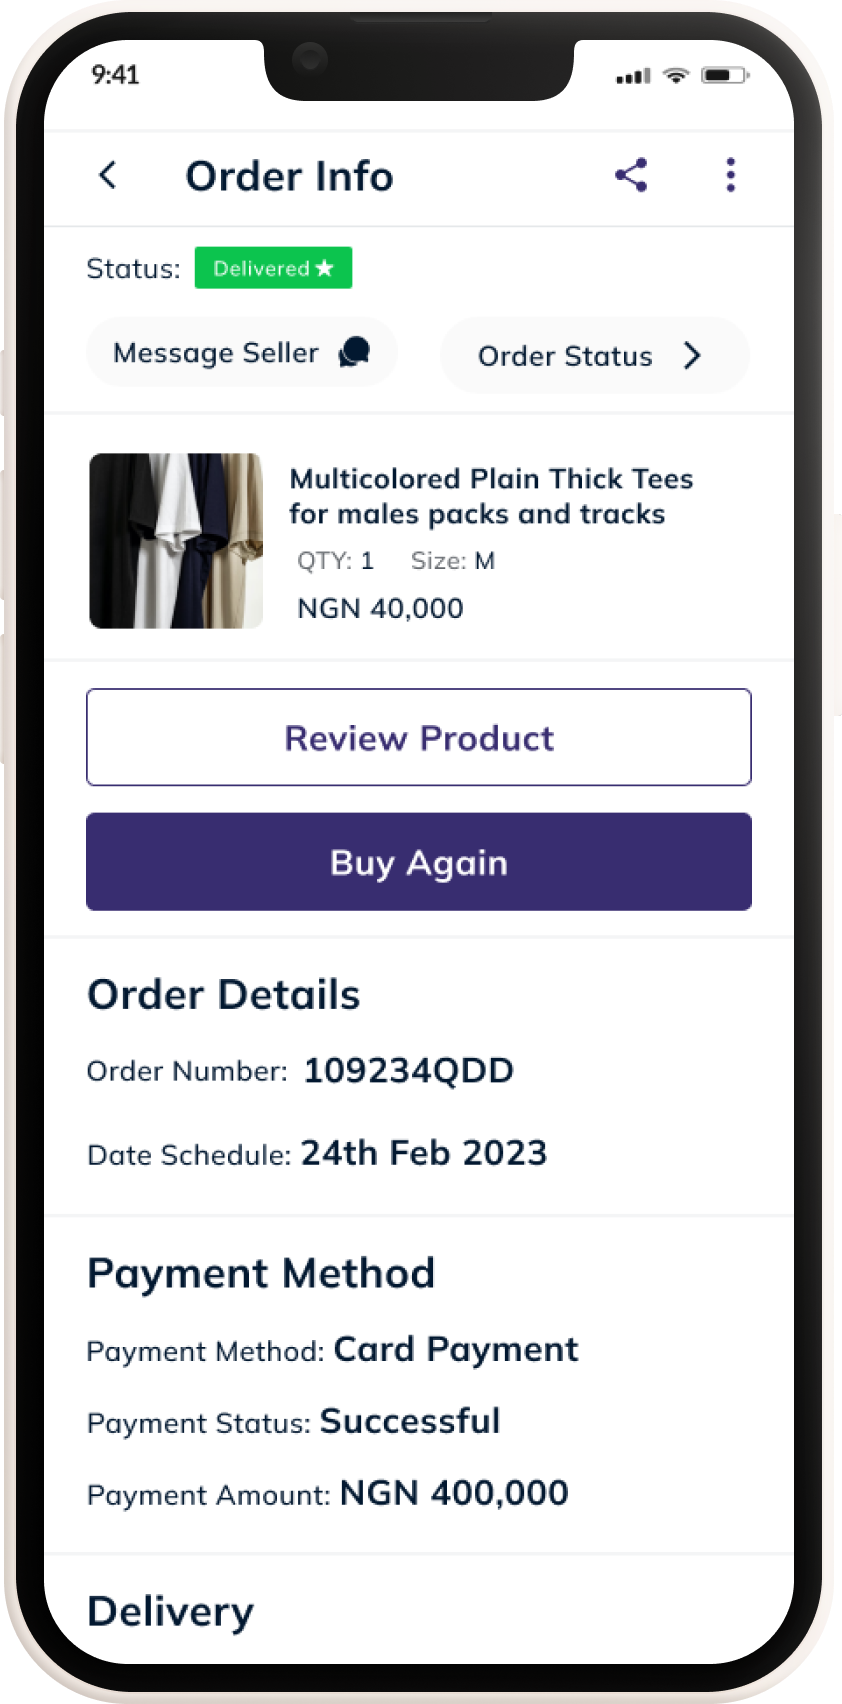 9:41
Order Info
Status: Delivered
Message Seller
Order Status
Multicolored Plain Thick Tees
for males packs and tracks
QTY: 1 Size: M
NGN 40,000
Review Product
Buy Again
Order Details
Order Number: 109234QDD
Date Schedule: 24th Feb 2023
Payment Method
Payment Method: Card Payment
Payment Status: Successful
Payment Amount: NGN 400,000
Delivery